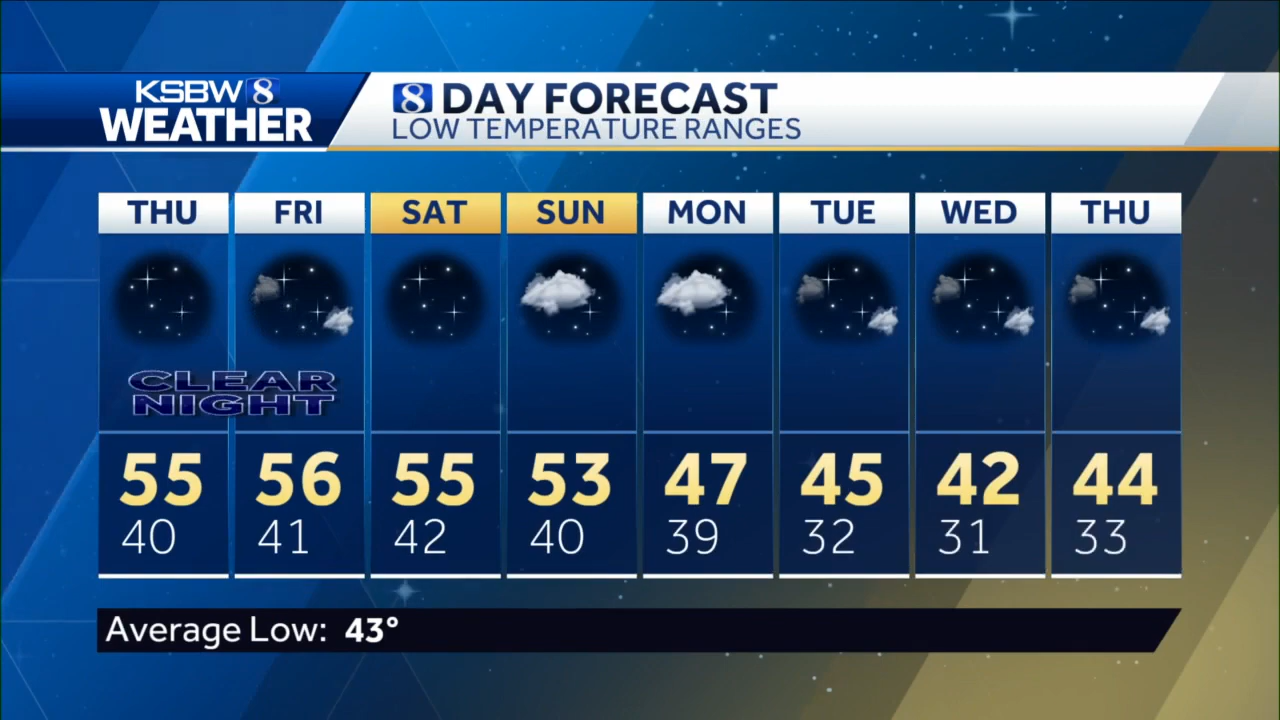 KSBW 8
WEATHER
8 DAY FORECAST
LOW TEMPERATURE RANGES
THU FRI SAT SUN MON TUE WED THU
CLEAR
NIGHT
55 56 55 53 47 45 42 44
40 41 42 40 39 32 31 33
Average Low: 43°